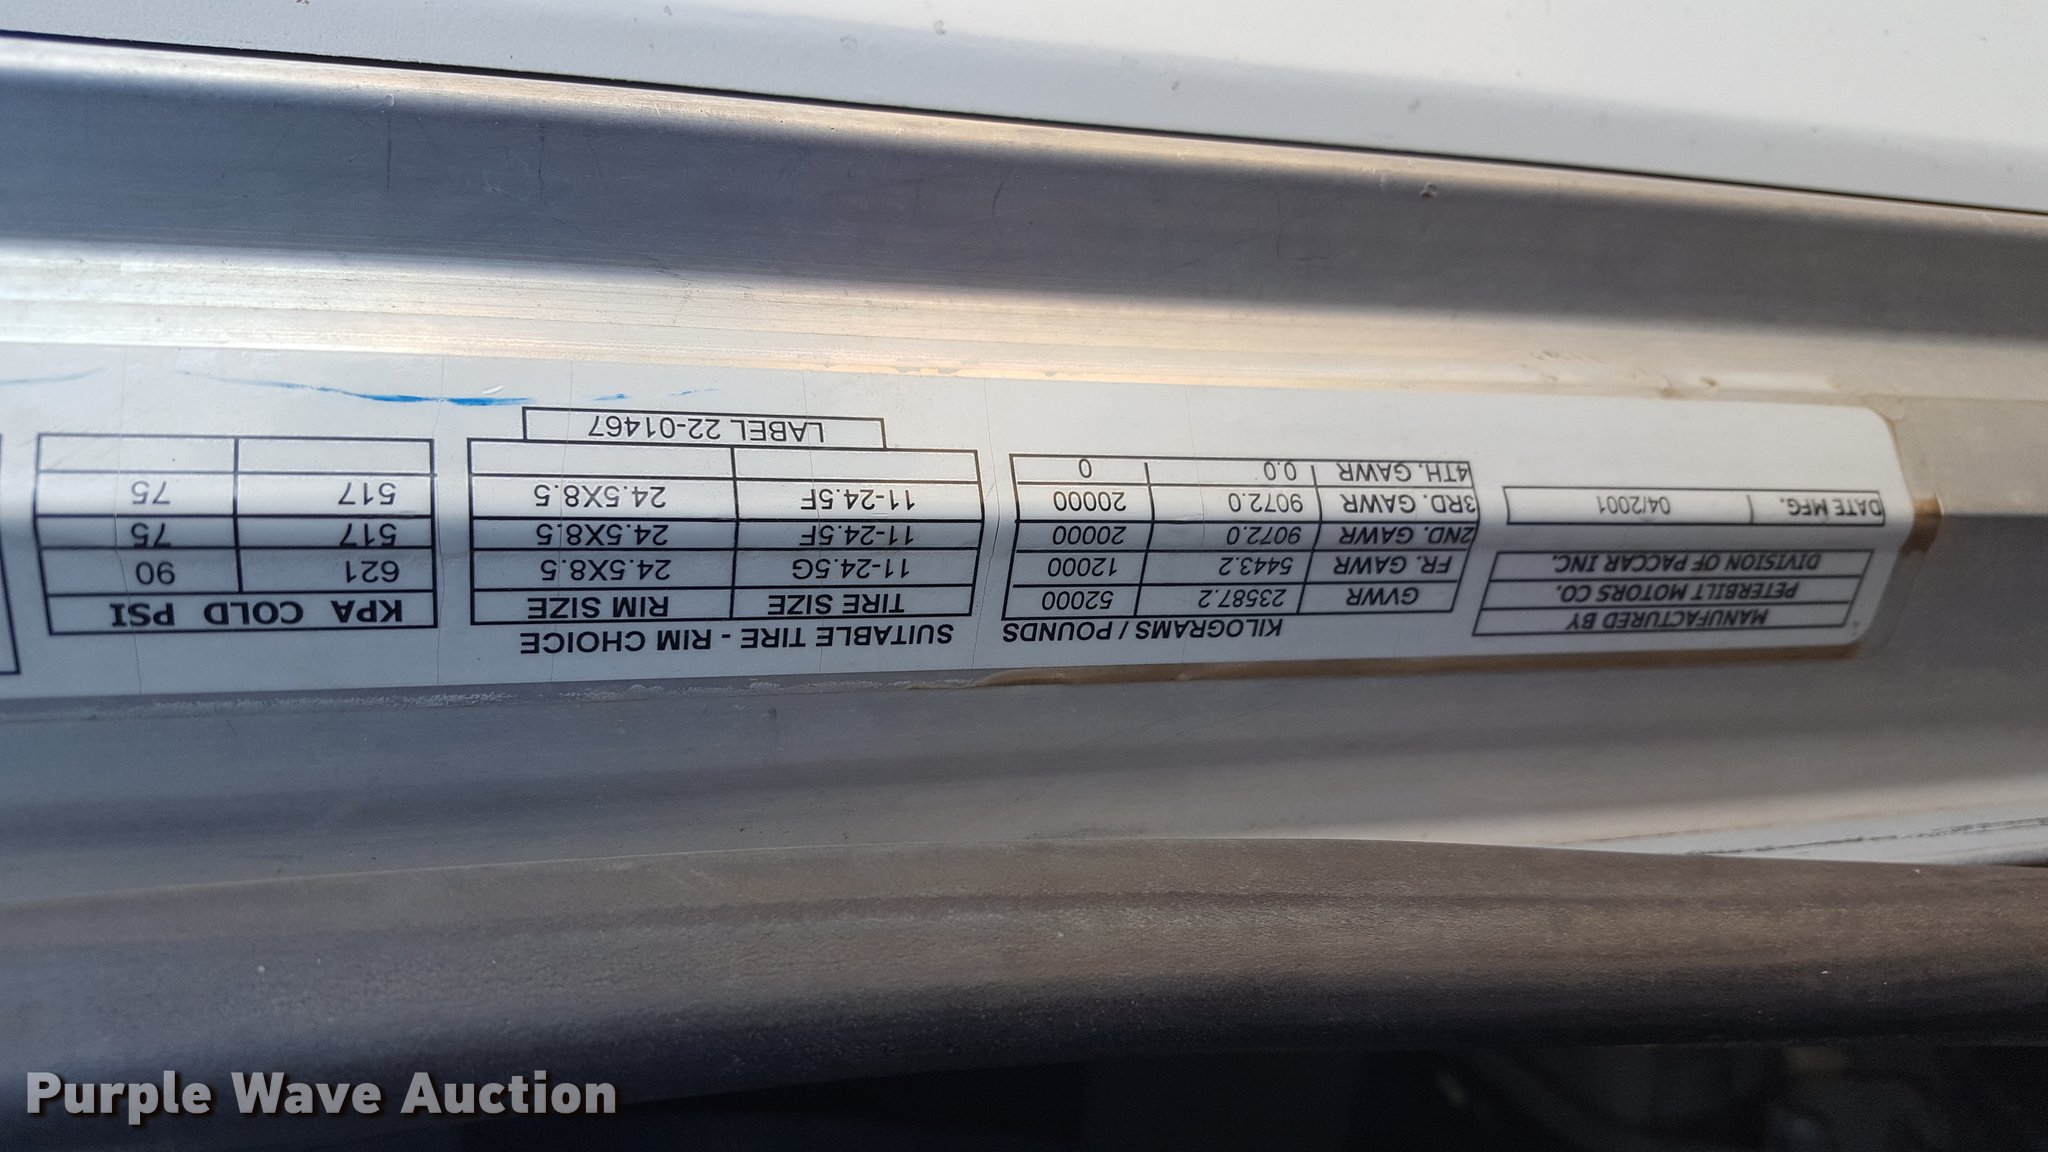 MANUFACTURED BY
PETERBILT MOTORS CO.
DIVISION OF PACCAR INC.
DATE MFG. 04/2001
KILOGRAMS / POUNDS
GVWR 23587.2 52000
FR. GAWR 5443.2 12000
2ND. GAWR 9072.0 20000
3RD. GAWR 9072.0 20000
4TH. GAWR 0.0 0
SUITABLE TIRE - RIM CHOICE
TIRE SIZE RIM SIZE
11-24.5G 24.5X8.5
11-24.5F 24.5X8.5
11-24.5F 24.5X8.5
LABEL 22-01467
KPA COLD PSI
621 90
517 75
517 75
Purple Wave Auction